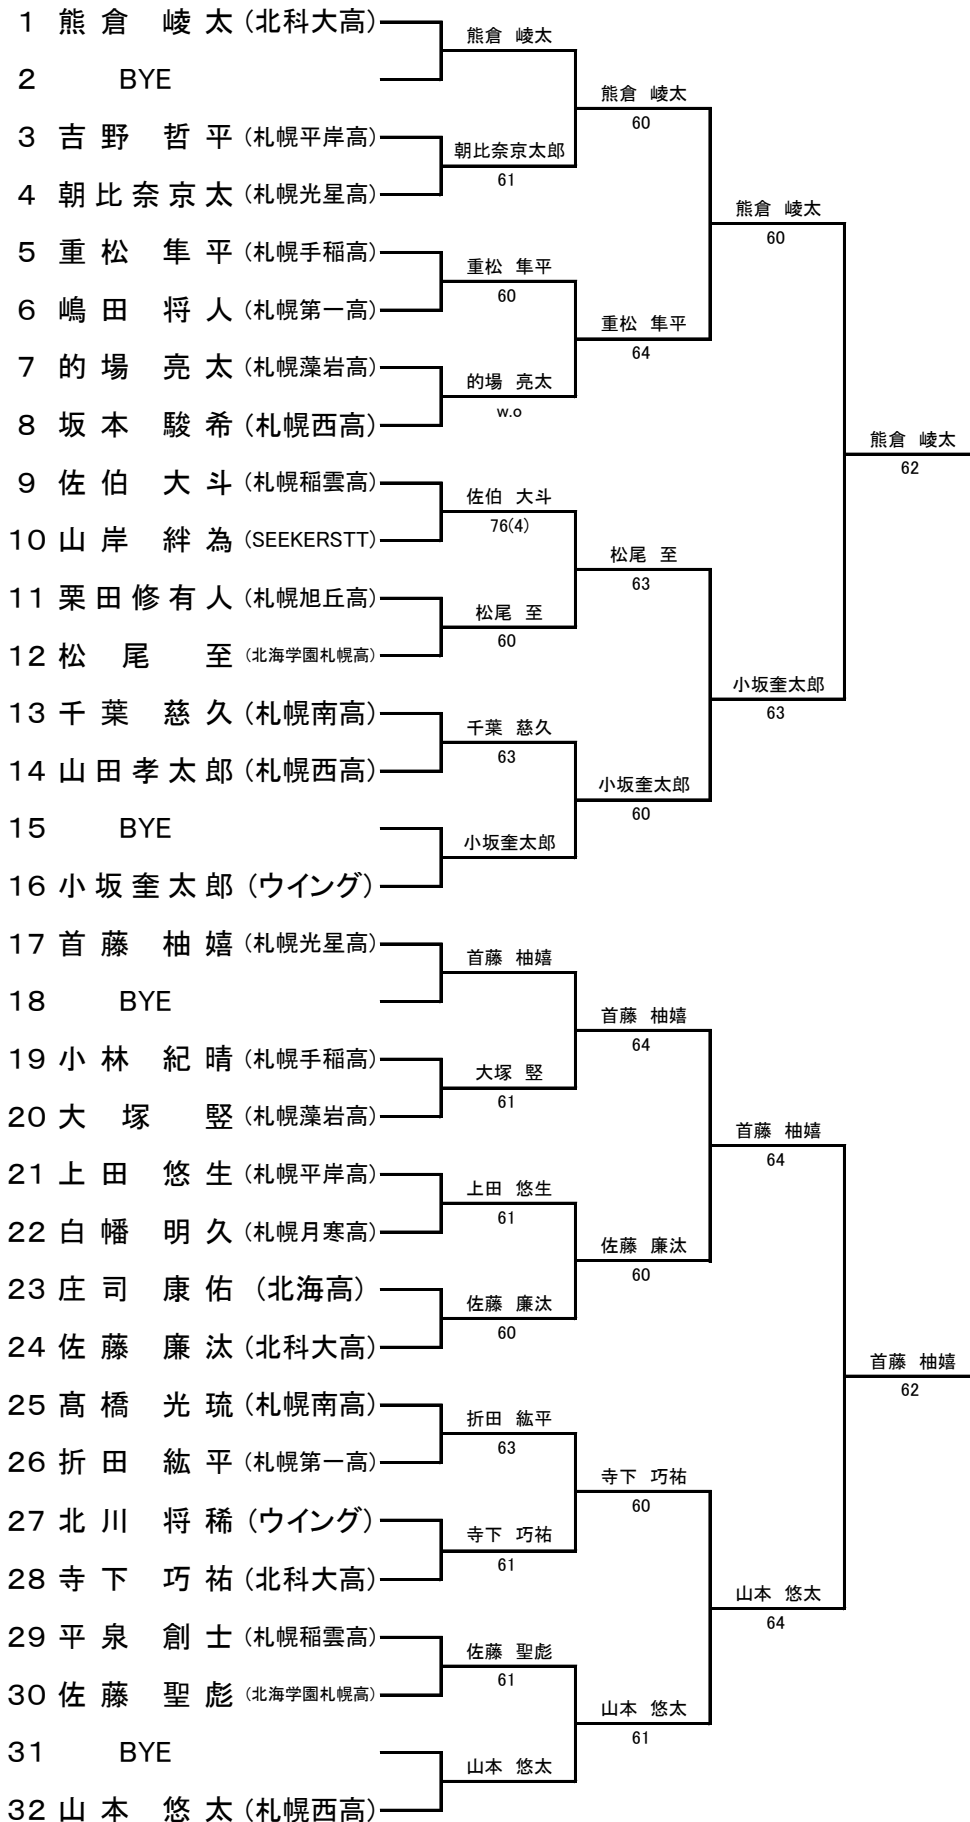 1 熊倉 崚太 (北科大高)
2 BYE
3 吉野 哲平 (札幌平岸高)
4 朝比奈京太 (札幌光星高)
5 重松 隼平 (札幌手稲高)
6 嶋田 将人 (札幌第一高)
7 的場 亮太 (札幌藻岩高)
8 坂本 駿希 (札幌西高)
9 佐伯 大斗 (札幌稲雲高)
10 山岸 絆為 (SEEKERSTT)
11 栗田修有人 (札幌旭丘高)
12 松尾 至 (北海学園札幌高)
13 千葉 慈久 (札幌南高)
14 山田孝太郎 (札幌西高)
15 BYE
16 小坂奎太郎 (ウイング)
17 首藤 柚嬉 (札幌光星高)
18 BYE
19 小林 紀晴 (札幌手稲高)
20 大塚 竪 (札幌藻岩高)
21 上田 悠生 (札幌平岸高)
22 白幡 明久 (札幌月寒高)
23 庄司 康佑 (北海高)
24 佐藤 廉汰 (北科大高)
25 髙橋 光琉 (札幌南高)
26 折田 紘平 (札幌第一高)
27 北川 将稀 (ウイング)
28 寺下 巧祐 (北科大高)
29 平泉 創士 (札幌稲雲高)
30 佐藤 聖彪 (北海学園札幌高)
31 BYE
32 山本 悠太 (札幌西高)
熊倉 崚太
朝比奈京太郎
61
重松 隼平
60
的場 亮太
w.o
佐伯 大斗
76(4)
松尾 至
60
千葉 慈久
63
小坂奎太郎
首藤 柚嬉
大塚 竪
61
上田 悠生
61
佐藤 廉汰
60
折田 紘平
63
寺下 巧祐
61
佐藤 聖彪
61
山本 悠太
熊倉 崚太
60
重松 隼平
64
松尾 至
63
小坂奎太郎
60
首藤 柚嬉
64
佐藤 廉汰
60
寺下 巧祐
60
山本 悠太
61
熊倉 崚太
60
小坂奎太郎
63
首藤 柚嬉
64
山本 悠太
64
熊倉 崚太
62
首藤 柚嬉
62